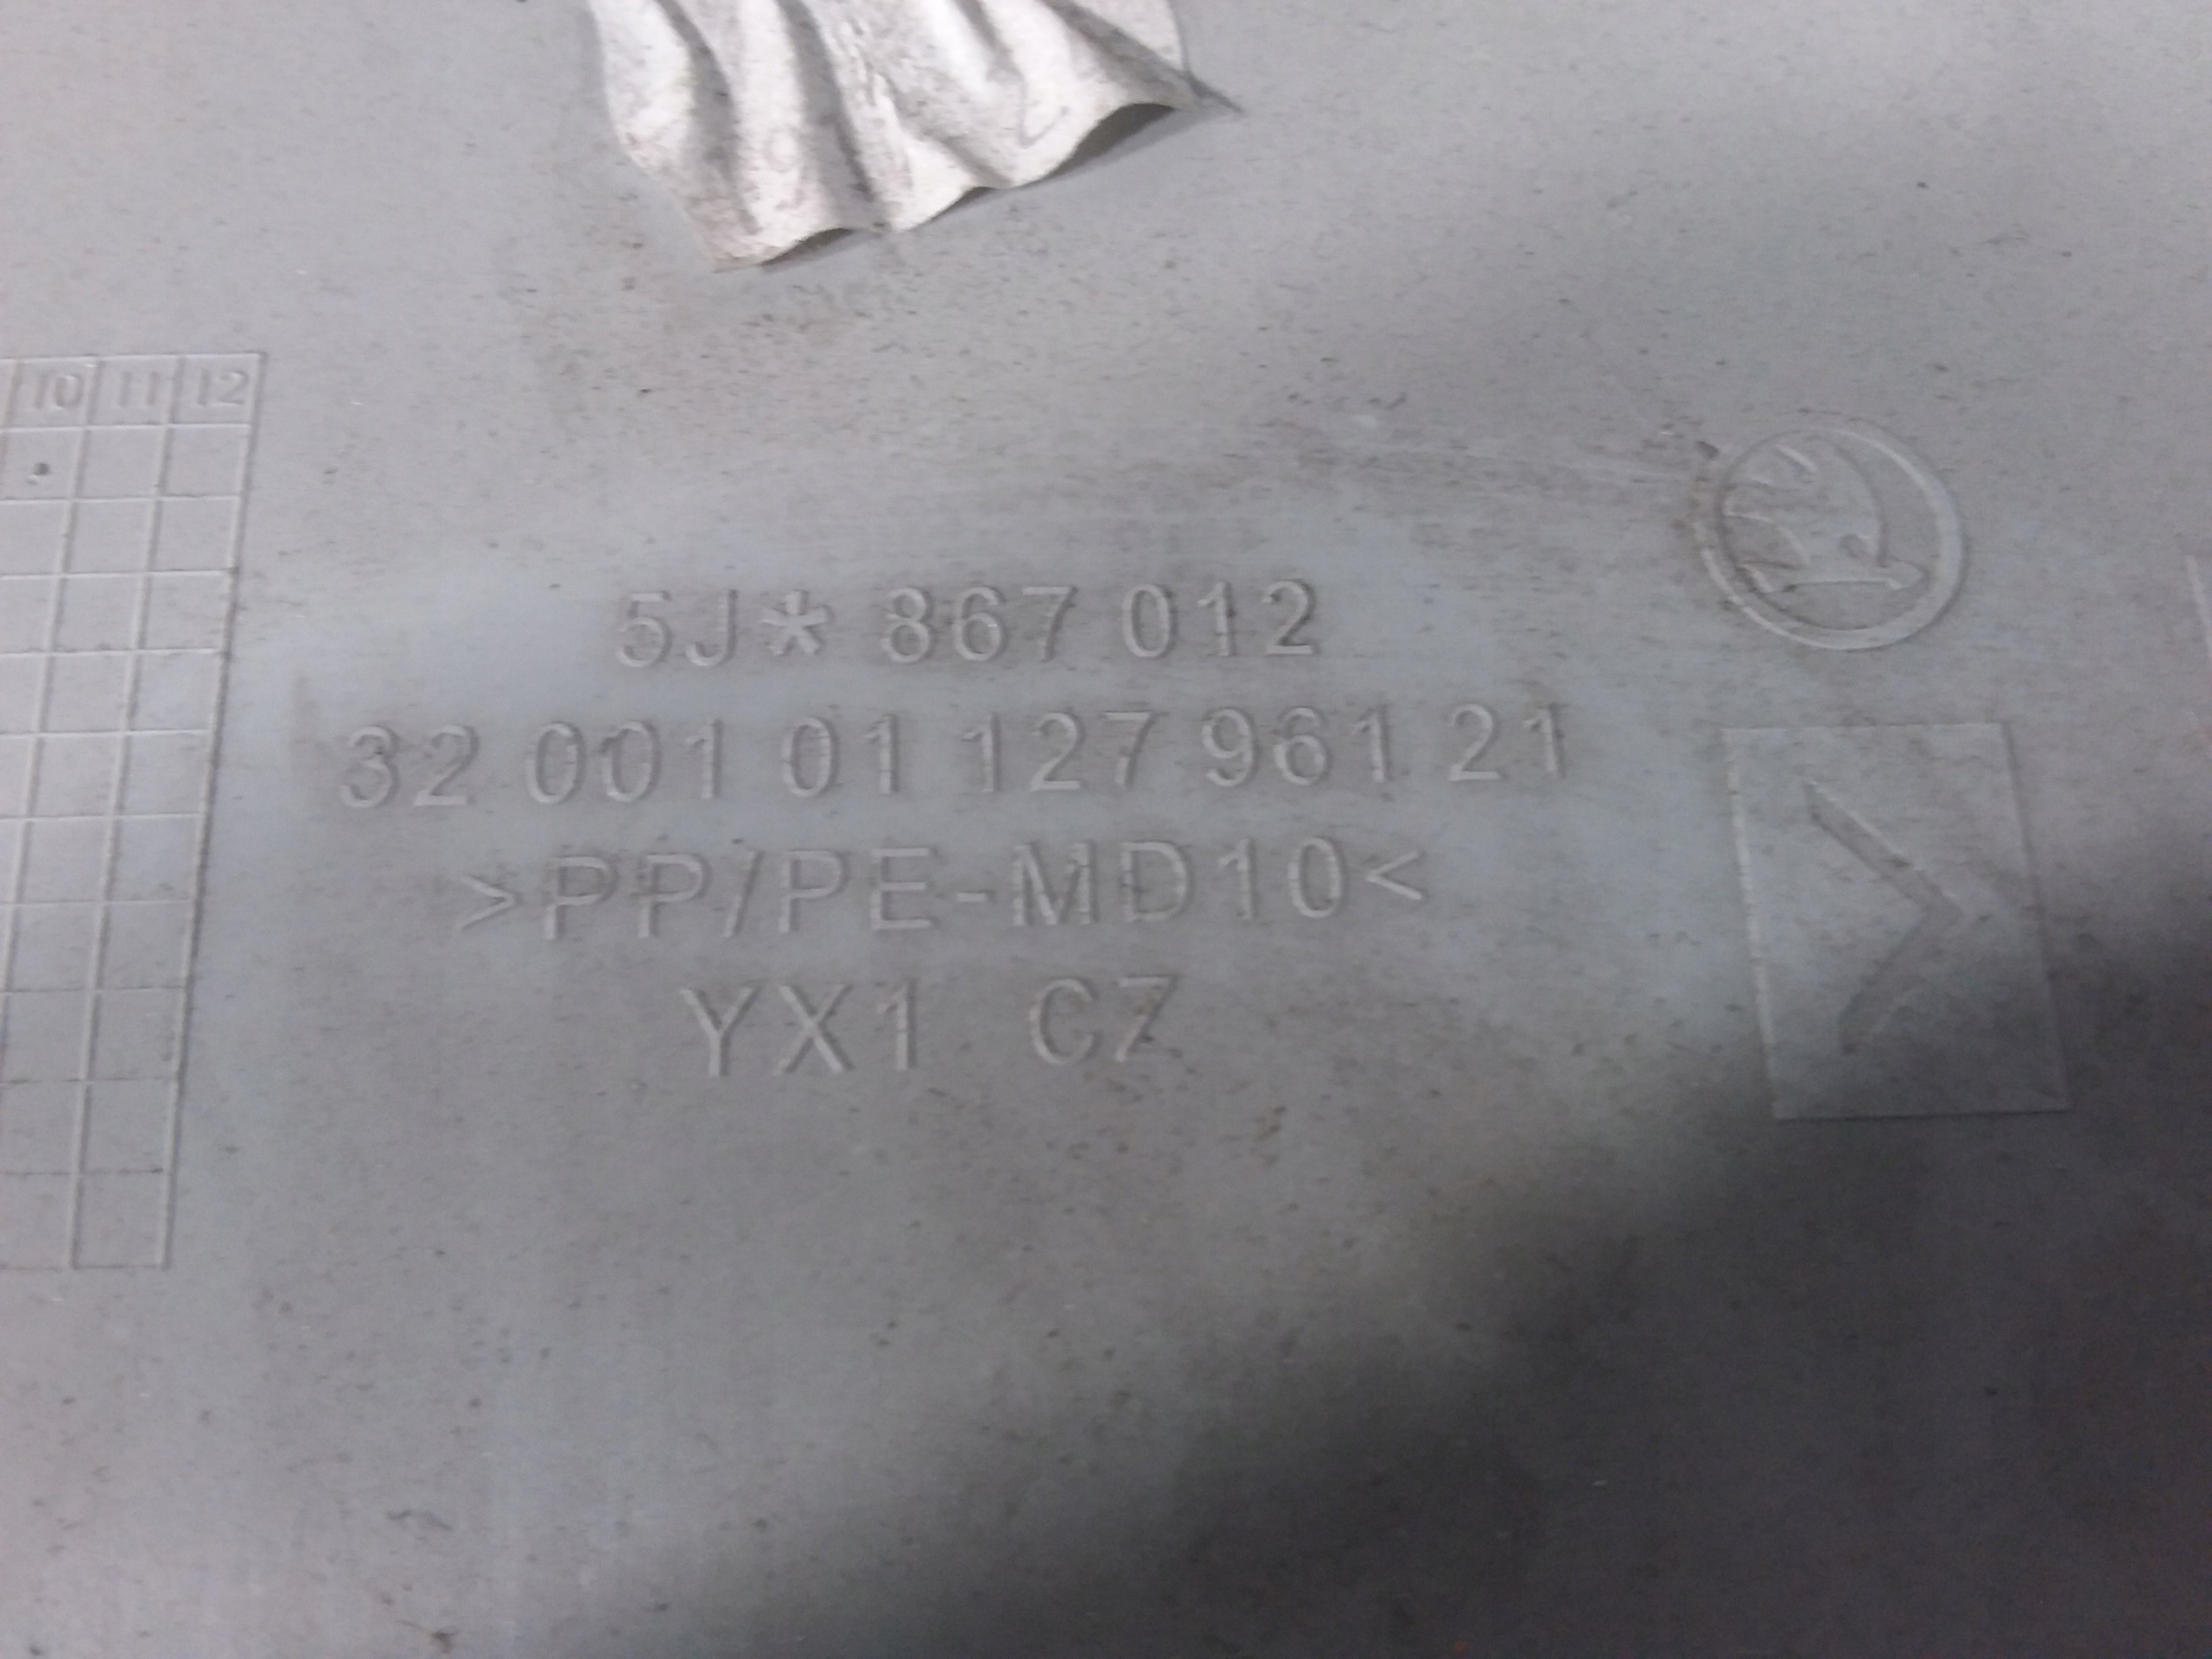 10 11 12
5J* 867 012
32 001 01 127 961 21
>PP/PE-MD10<
YX1 CZ